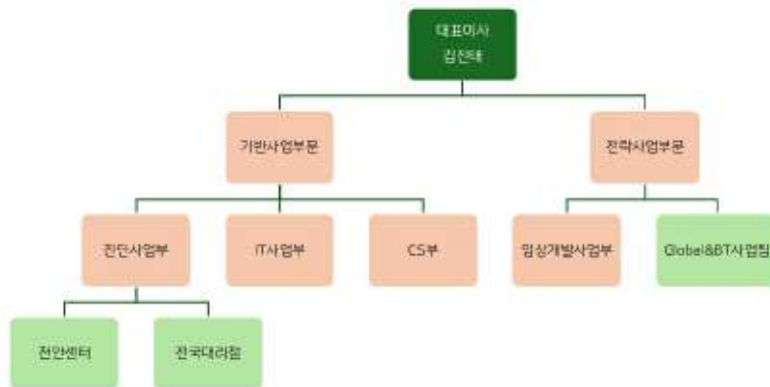 대표이사
김진태
기반사업부문
전략사업부문
진단사업부
IT사업부
CS부
임상개발사업부
Global&BT사업팀
천안센터
전국대리점